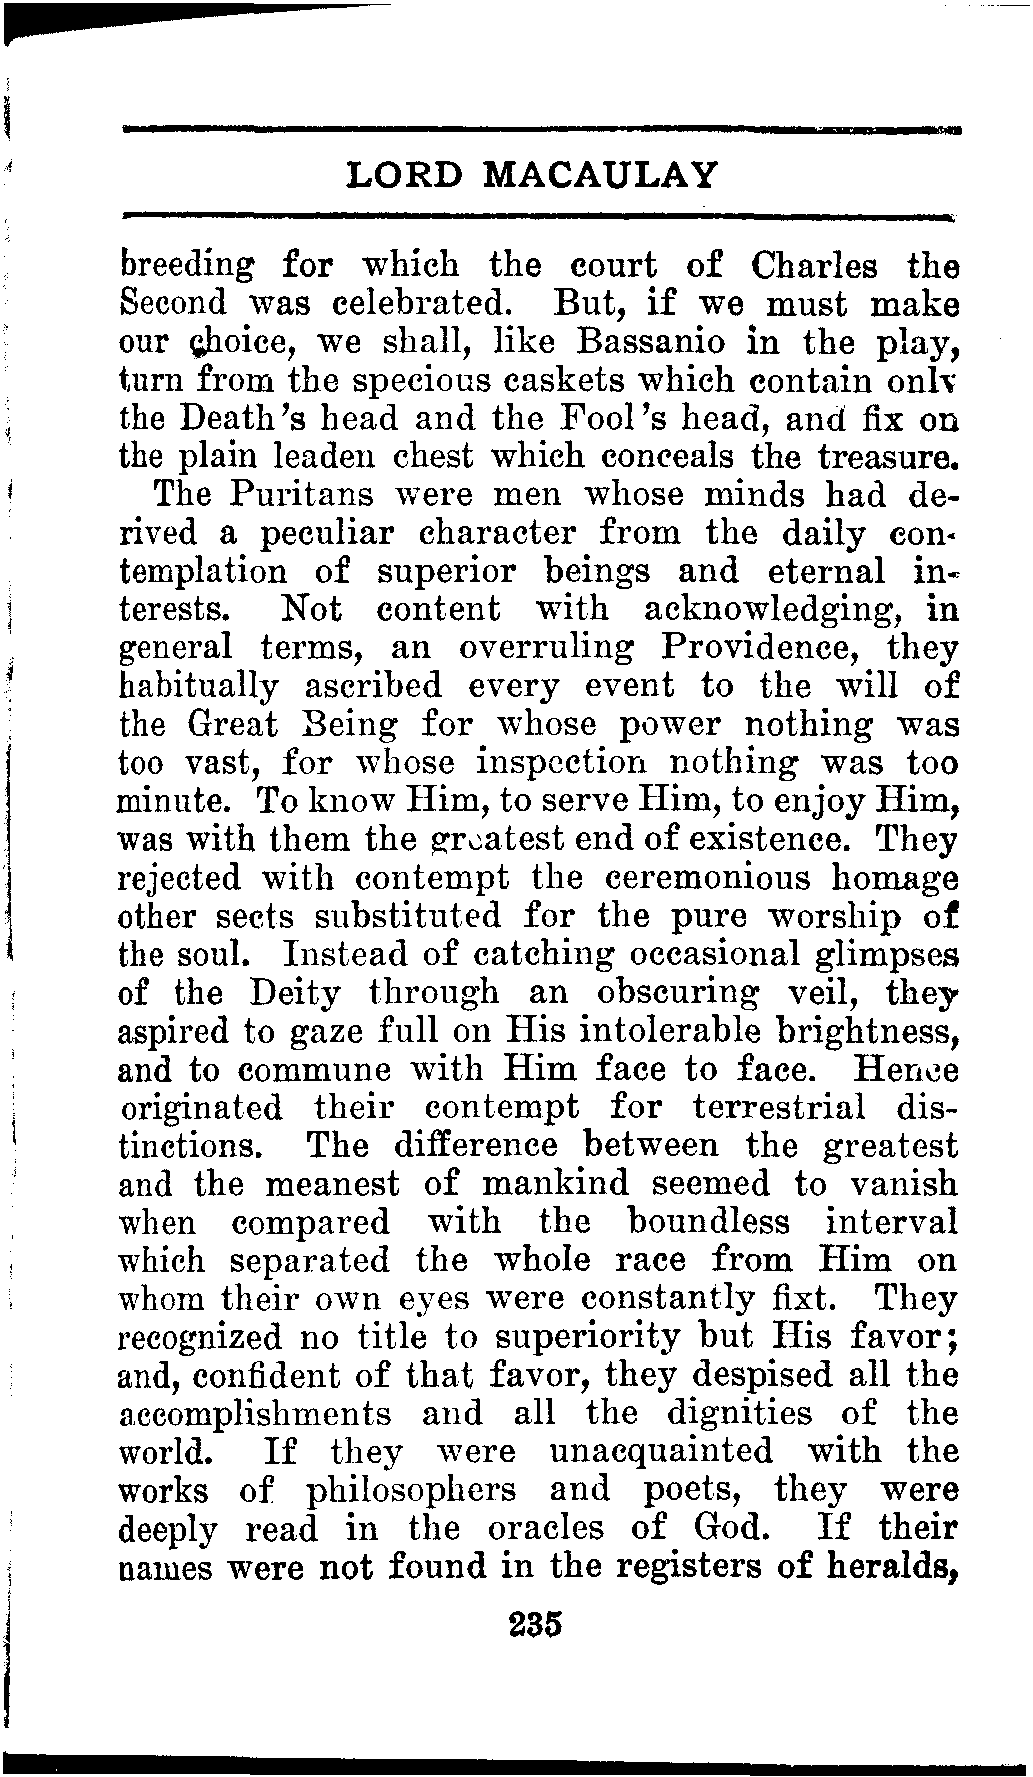 LORD MACAULAY
breeding for which the court of Charles the
Second was celebrated. But, if we must make
our choice, we shall, like Bassanio in the play,
turn from the specious caskets which contain only
the Death's head and the Fool's head, and fix on
the plain leaden chest which conceals the treasure.
The Puritans were men whose minds had de-
rived a peculiar character from the daily con-
templation of superior beings and eternal in-
terests. Not content with acknowledging, in
general terms, an overruling Providence, they
habitually ascribed every event to the will of
the Great Being for whose power nothing was
too vast, for whose inspection nothing was too
minute. To know Him, to serve Him, to enjoy Him,
was with them the greatest end of existence. They
rejected with contempt the ceremonious homage
other sects substituted for the pure worship of
the soul. Instead of catching occasional glimpses
of the Deity through an obscuring veil, they
aspired to gaze full on His intolerable brightness,
and to commune with Him face to face. Hence
originated their contempt for terrestrial dis-
tinctions. The difference between the greatest
and the meanest of mankind seemed to vanish
when compared with the boundless interval
which separated the whole race from Him on
whom their own eyes were constantly fixt. They
recognized no title to superiority but His favor;
and, confident of that favor, they despised all the
accomplishments and all the dignities of the
world. If they were unacquainted with the
works of philosophers and poets, they were
deeply read in the oracles of God. If their
names were not found in the registers of heralds,
235